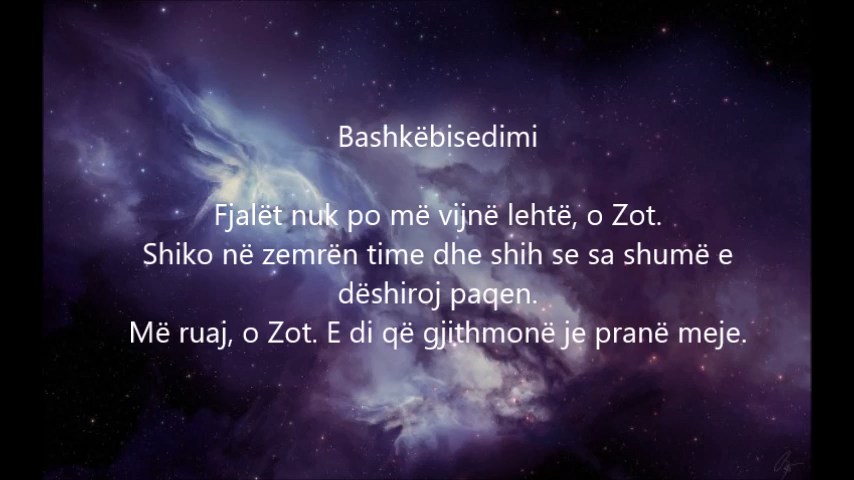 Bashkëbisedimi
Fjalët nuk po më vijnë lehtë, o Zot.
Shiko në zemrën time dhe shih se sa shumë e
dëshiroj paqen.
Më ruaj, o Zot. E di që gjithmonë je pranë meje.